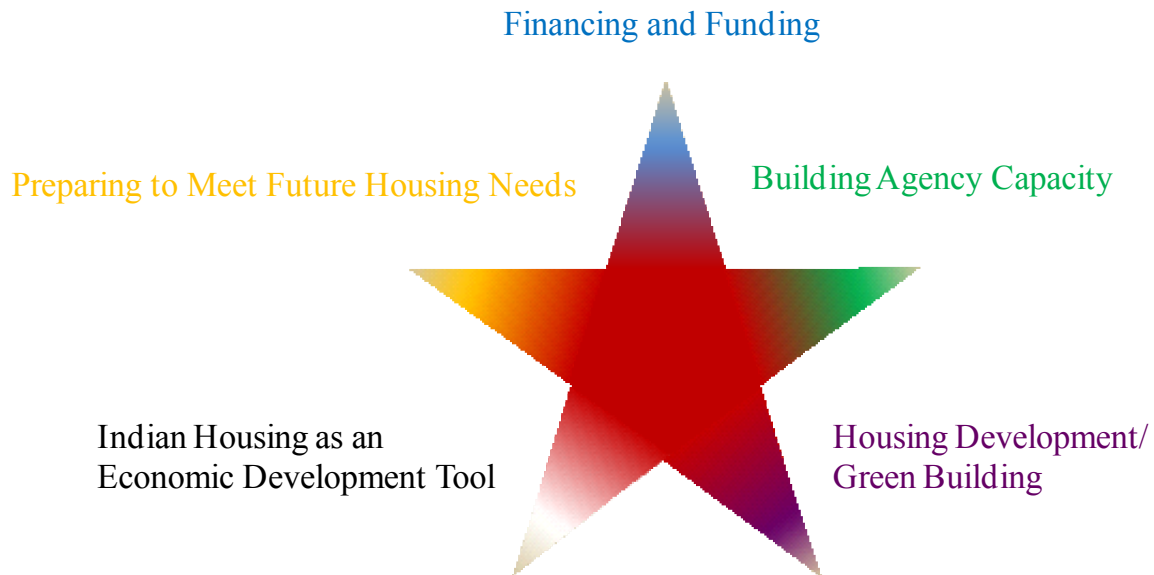 Financing and Funding
Preparing to Meet Future Housing Needs
Building Agency Capacity
Indian Housing as an
Economic Development Tool
Housing Development/
Green Building